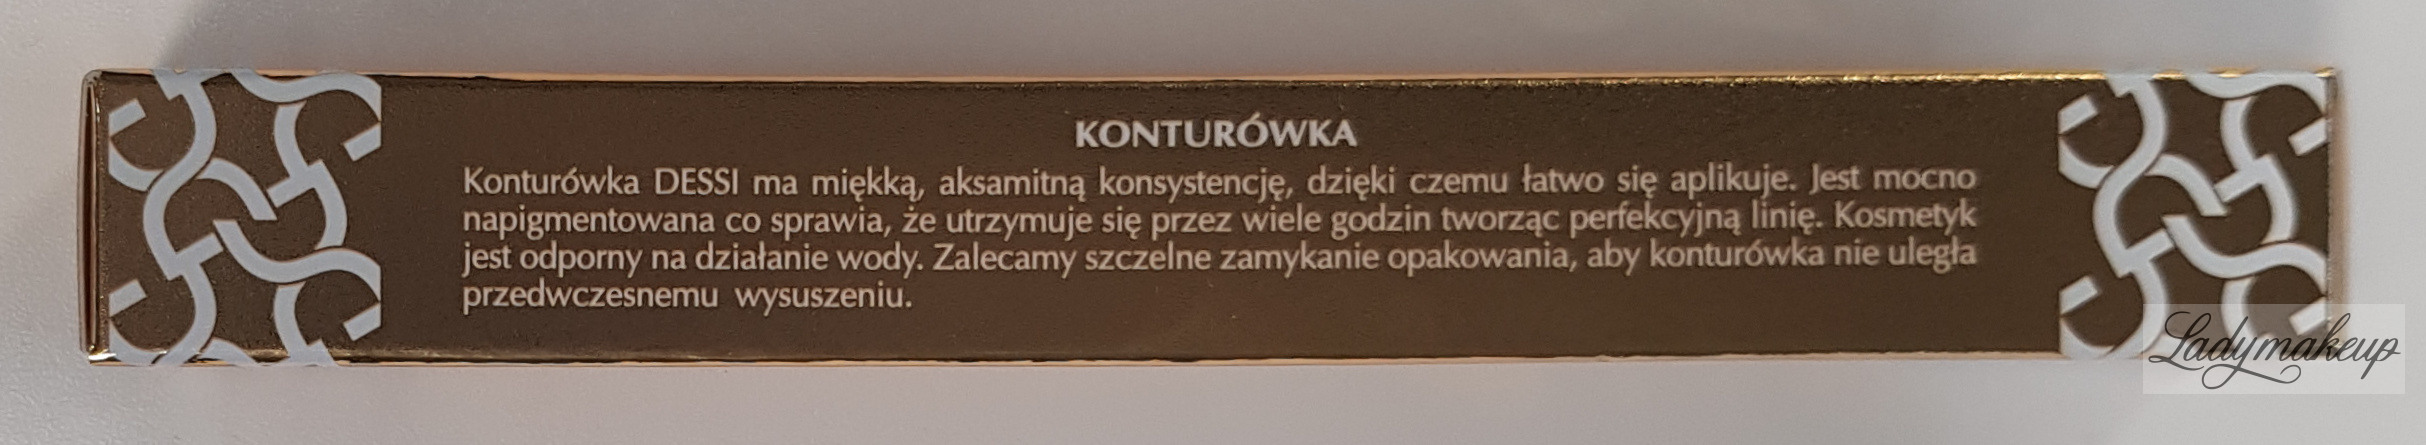 KONTURÓWKA
Konturówka DESSI ma miękką, aksamitną konsystencję, dzięki czemu łatwo się aplikuje. Jest mocno
napigmentowana co sprawia, że utrzymuje się przez wiele godzin tworząc perfekcyjną linię. Kosmetyk
jest odporny na działanie wody. Zalecamy szczelne zamykanie opakowania, aby konturówka nie uległa
przedwczesnemu wysuszeniu.
Ladymakeup